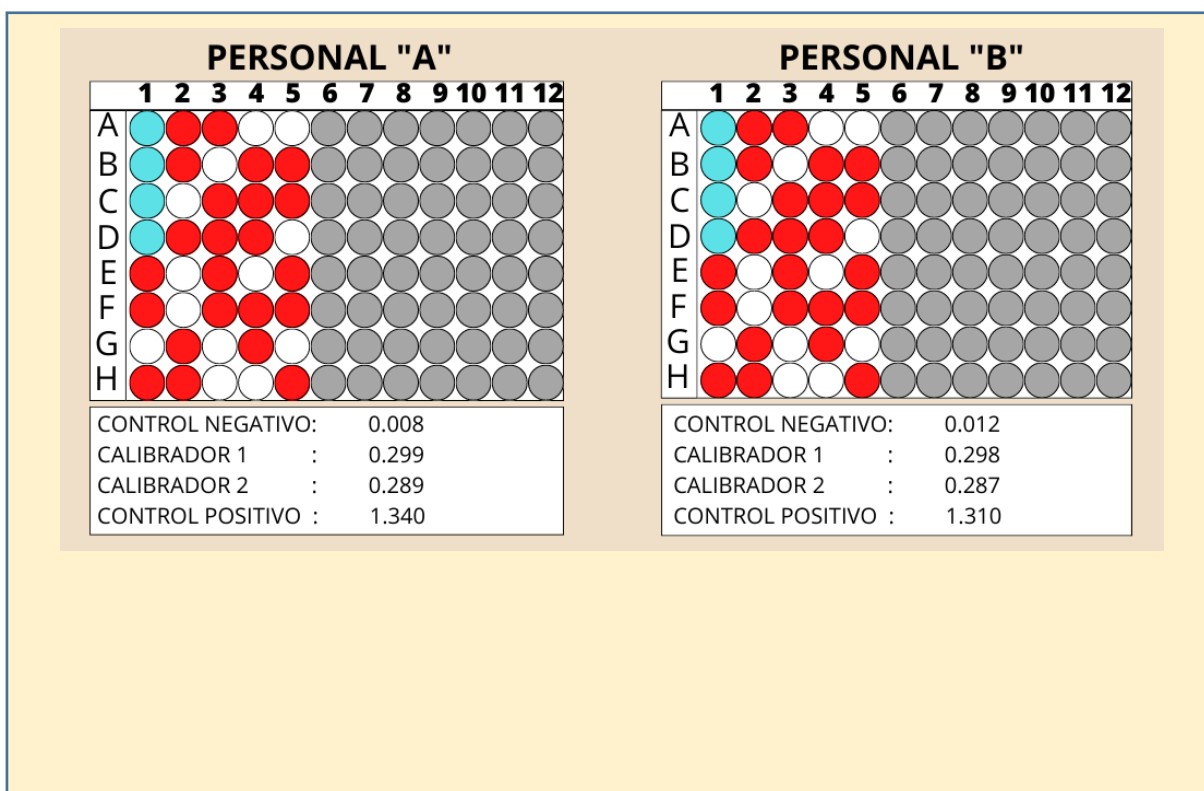 PERSONAL "A"
1 2 3 4 5 6 7 8 9 10 11 12
A
B
C
D
E
F
G
H
CONTROL NEGATIVO: 0.008
CALIBRADOR 1 : 0.299
CALIBRADOR 2 : 0.289
CONTROL POSITIVO : 1.340
PERSONAL "B"
1 2 3 4 5 6 7 8 9 10 11 12
A
B
C
D
E
F
G
H
CONTROL NEGATIVO: 0.012
CALIBRADOR 1 : 0.298
CALIBRADOR 2 : 0.287
CONTROL POSITIVO : 1.310